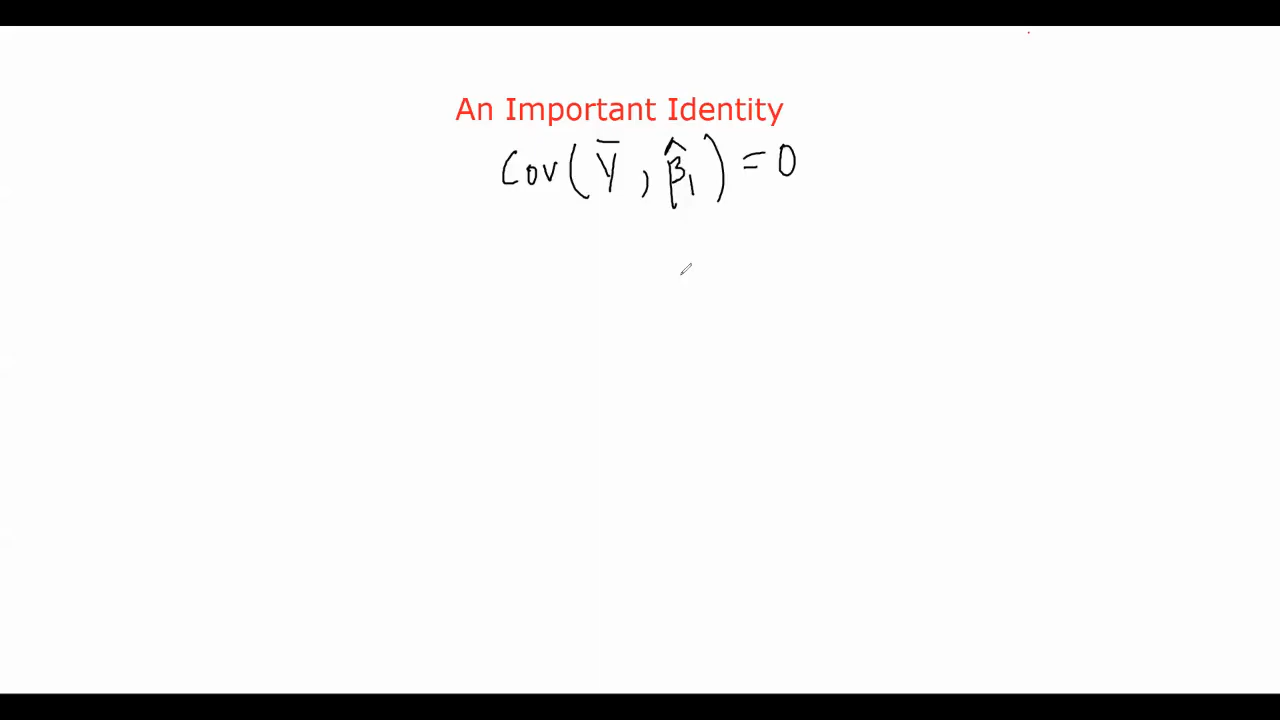 An Important Identity
Cov(Ȳ, β̂₁) = 0